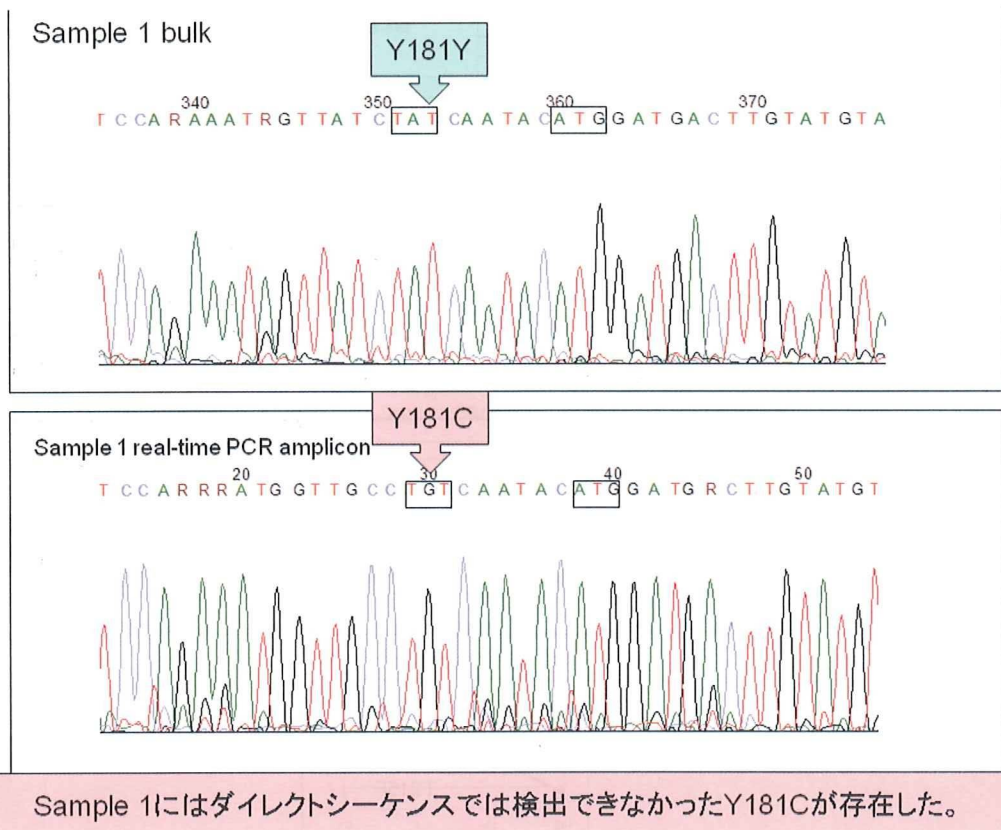 Sample 1 bulk
Y181Y
340 350 360 370
T C C A R A A A T R G T T A T C T A T C A A T A C A T G G A T G A C T T G T A T G T A
Y181C
Sample 1 real-time PCR amplicon
20 30 40 50
T C C A R R R A T G G T T G C C T G T C A A T A C A T G G A T G R C T T G T A T G T
Sample 1にはダイレクトシーケンスでは検出できなかったY181Cが存在した。